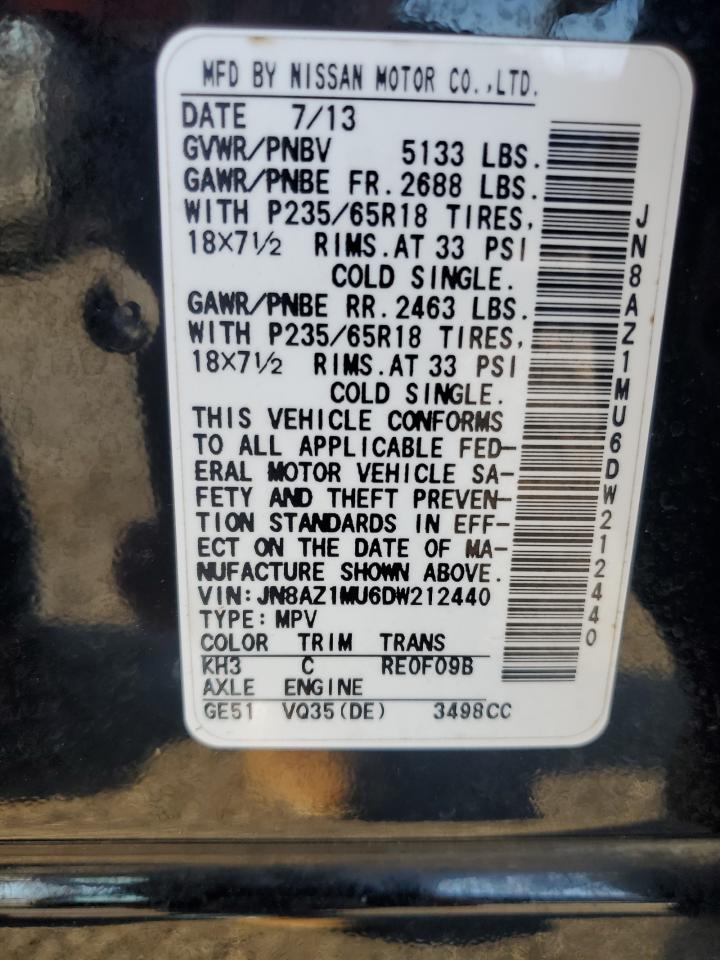 MFD BY NISSAN MOTOR CO.,LTD.
DATE 7/13
GVWR/PNBV 5133 LBS.
GAWR/PNBE FR.2688 LBS.
WITH P235/65R18 TIRES,
18×7½ RIMS.AT 33 PSI
COLD SINGLE.
GAWR/PNBE RR.2463 LBS.
WITH P235/65R18 TIRES,
18×7½ RIMS.AT 33 PSI
COLD SINGLE.
THIS VEHICLE CONFORMS
TO ALL APPLICABLE FED-
ERAL MOTOR VEHICLE SA-
FETY AND THEFT PREVEN-
TION STANDARDS IN EFF-
ECT ON THE DATE OF MA-
NUFACTURE SHOWN ABOVE.
VIN:JN8AZ1MU6DW212440
TYPE:MPV
COLOR TRIM TRANS
KH3 C RE0F09B
AXLE ENGINE
GE51 VQ35(DE) 3498CC
JN8AZ1MU6DW212440